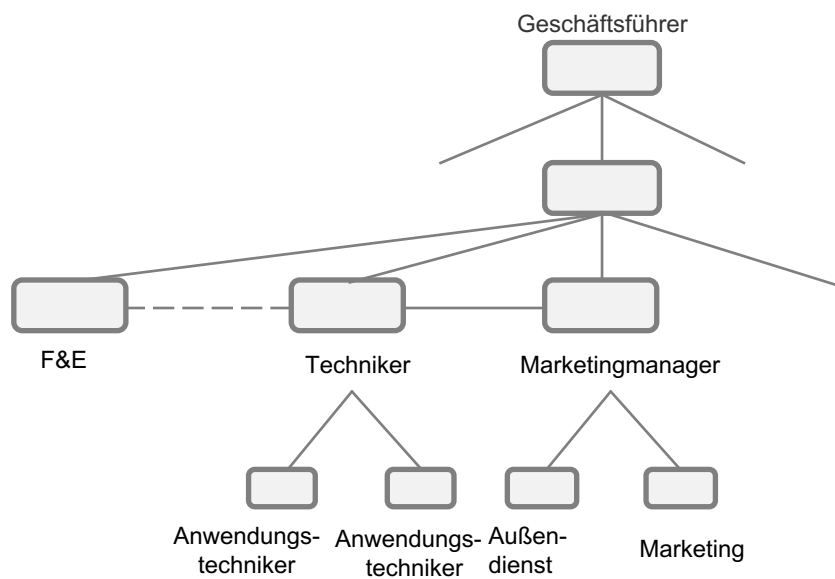 Geschäftsführer
F&E
Techniker
Marketingmanager
Anwendungs-
techniker
Anwendungs-
techniker
Außen-
dienst
Marketing